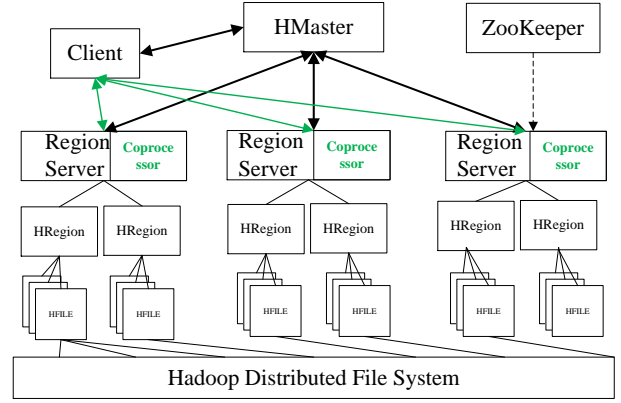 Client
HMaster
ZooKeeper
Region
Server
Coproce
ssor
Region
Server
Coproce
ssor
Region
Server
Coproce
ssor
HRegion
HRegion
HRegion
HRegion
HRegion
HRegion
HFILE
HFILE
HFILE
HFILE
HFILE
HFILE
Hadoop Distributed File System